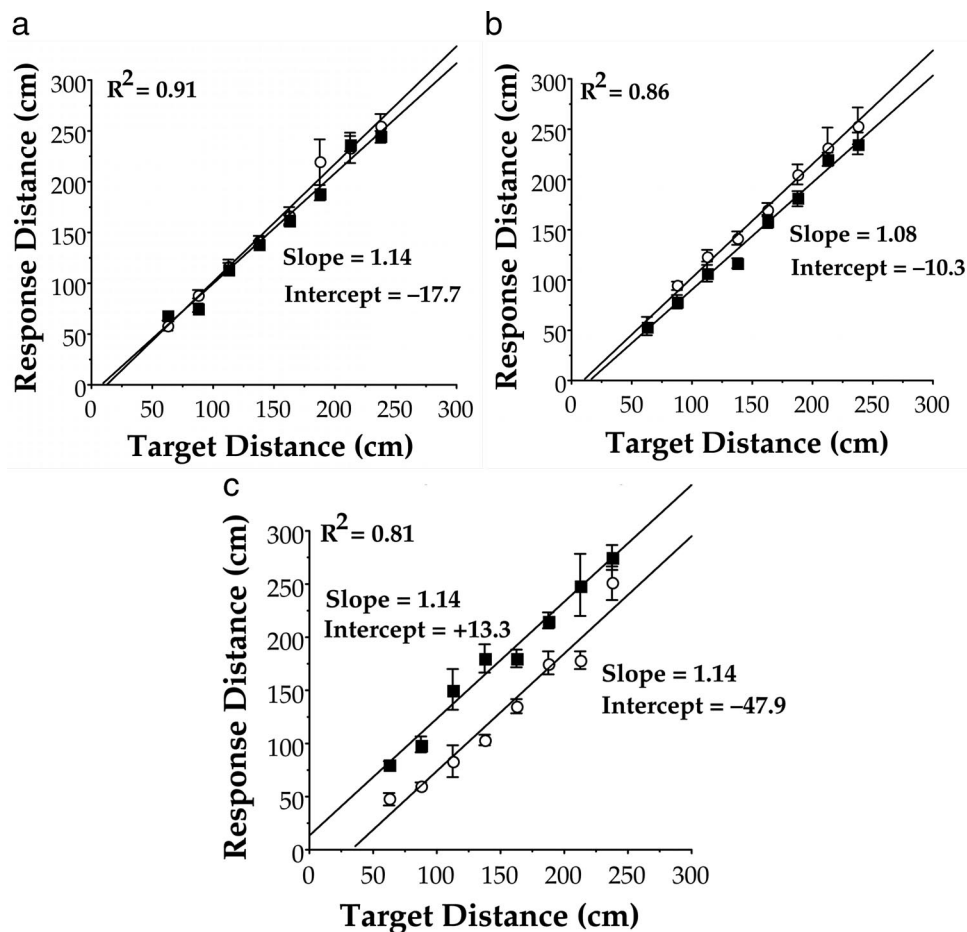 a
R2 = 0.91
Response Distance (cm)
300
250
200
150
100
50
0
Slope = 1.14
Intercept = –17.7
0 50 100 150 200 250 300
Target Distance (cm)
b
R2 = 0.86
Response Distance (cm)
300
250
200
150
100
50
0
Slope = 1.08
Intercept = –10.3
0 50 100 150 200 250 300
Target Distance (cm)
c
R2 = 0.81
Response Distance (cm)
300
250
200
150
100
50
0
Slope = 1.14
Intercept = +13.3
Slope = 1.14
Intercept = –47.9
0 50 100 150 200 250 300
Target Distance (cm)